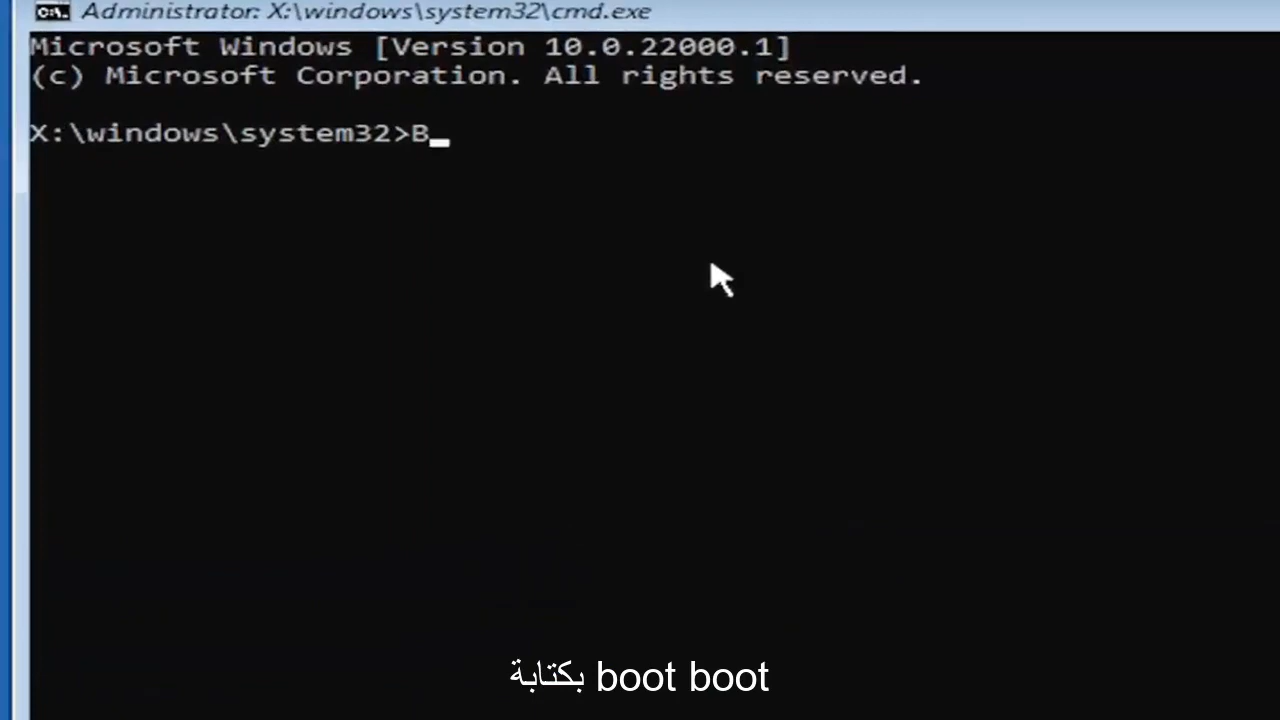 Administrator: X:\windows\system32\cmd.exe
Microsoft Windows [Version 10.0.22000.1]
(c) Microsoft Corporation. All rights reserved.
X:\windows\system32>B
بكتابة boot boot